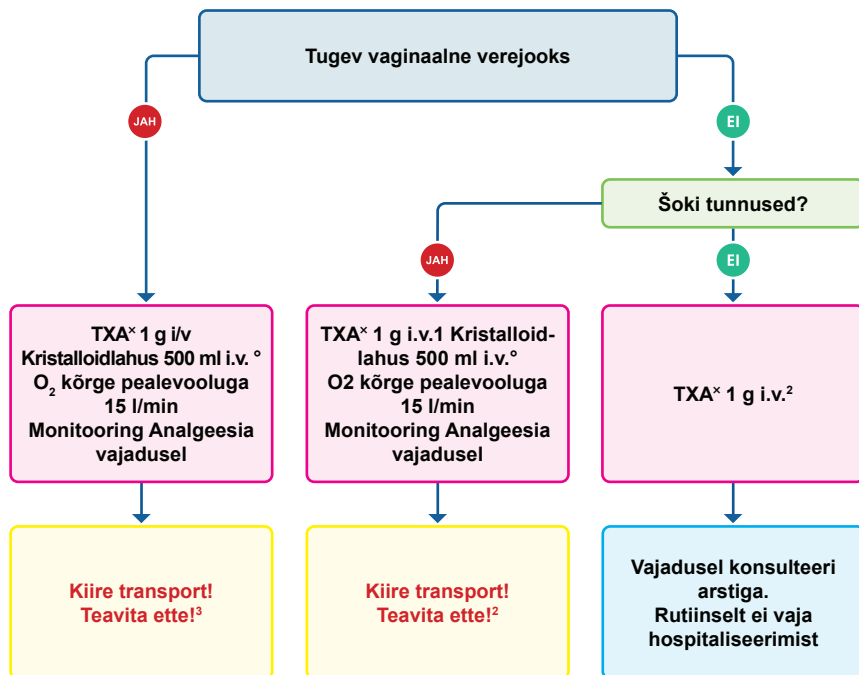 Tugev vaginaalne verejooks
JAH
EI
Šoki tunnused?
JAH
EI
TXAˣ 1 g i/v
Kristalloidlahus 500 ml i.v. °
O₂ kõrge pealevooluga
15 l/min
Monitooring Analgeesia
vajadusel
TXAˣ 1 g i.v.1 Kristalloid-
lahus 500 ml i.v.°
O2 kõrge pealevooluga
15 l/min
Monitooring Analgeesia
vajadusel
TXAˣ 1 g i.v.²
Kiire transport!
Teavita ette!³
Kiire transport!
Teavita ette!²
Vajadusel konsulteeri
arstiga.
Rutiinselt ei vaja
hospitaliseerimist